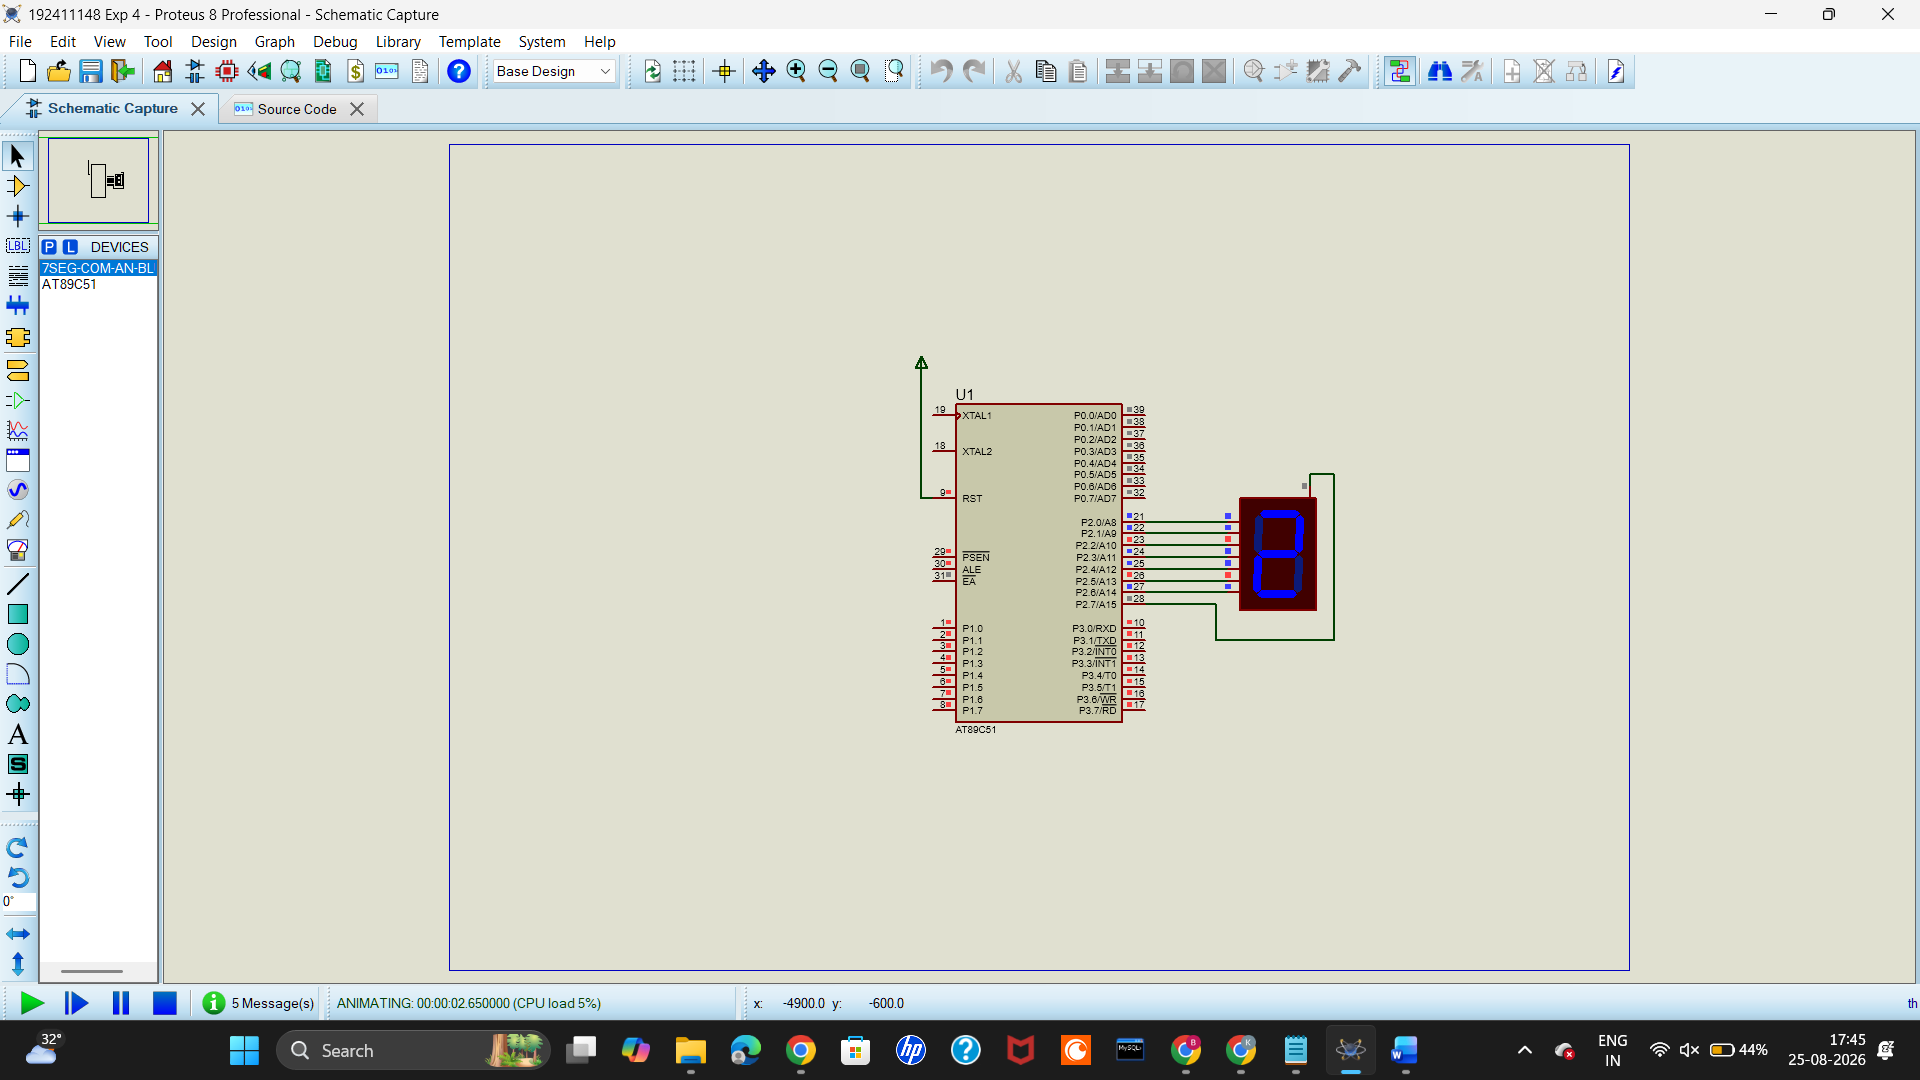 192411148 Exp 4 - Proteus 8 Professional - Schematic Capture
File Edit View Tool Design Graph Debug Library Template System Help
Base Design
Schematic Capture
Source Code
P L DEVICES
7SEG-COM-AN-BL
AT89C51
LBL
A
S
0°
U1
19 XTAL1
18 XTAL2
9 RST
29 PSEN
30 ALE
31 EA
1 P1.0
2 P1.1
3 P1.2
4 P1.3
5 P1.4
6 P1.5
7 P1.6
8 P1.7
P0.0/AD0 39
P0.1/AD1 38
P0.2/AD2 37
P0.3/AD3 36
P0.4/AD4 35
P0.5/AD5 34
P0.6/AD6 33
P0.7/AD7 32
P2.0/A8 21
P2.1/A9 22
P2.2/A10 23
P2.3/A11 24
P2.4/A12 25
P2.5/A13 26
P2.6/A14 27
P2.7/A15 28
P3.0/RXD 10
P3.1/TXD 11
P3.2/INT0 12
P3.3/INT1 13
P3.4/T0 14
P3.5/T1 15
P3.6/WR 16
P3.7/RD 17
AT89C51
2
5 Message(s)
ANIMATING: 00:00:02.650000 (CPU load 5%)
x: -4900.0 y: -600.0
th
32°
Search
hp
MySQL
B
K
W
ENG
IN
44%
17:45
25-08-2026